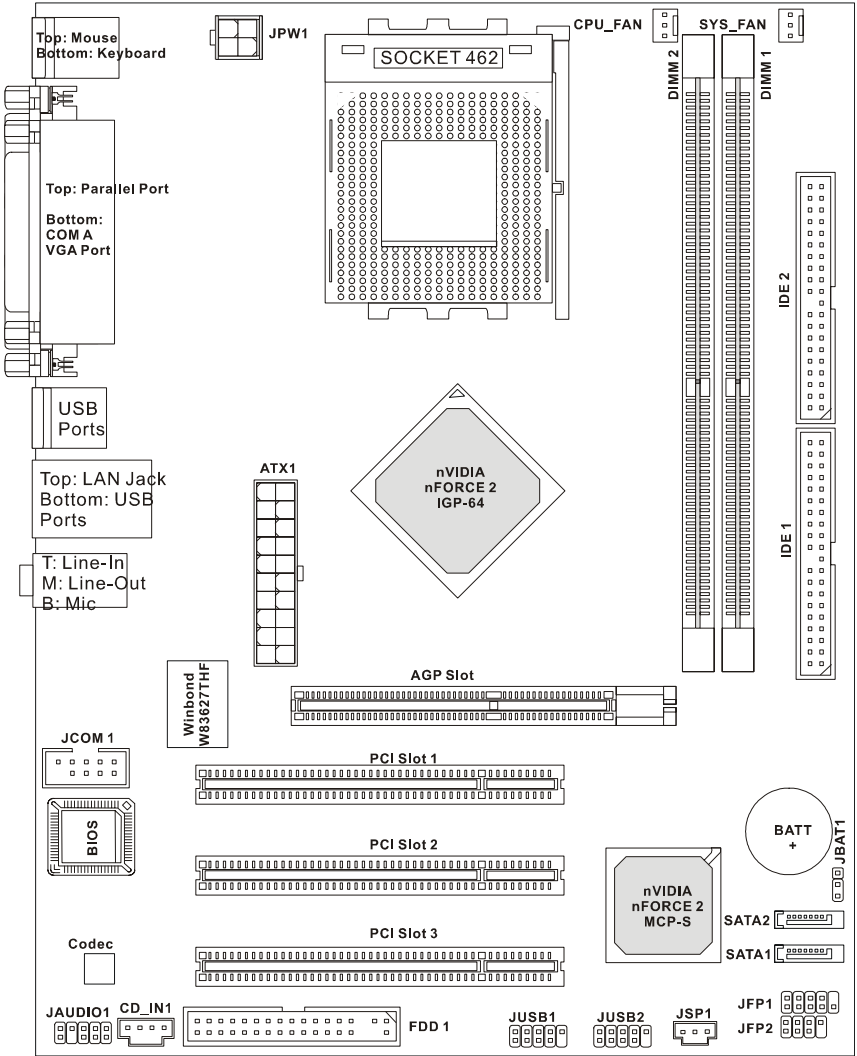 Top: Mouse
Bottom: Keyboard
JPW1
SOCKET 462
CPU_FAN
SYS_FAN
DIMM 2
DIMM 1
Top: Parallel Port
Bottom:
COM A
VGA Port
IDE 2
USB
Ports
Top: LAN Jack
Bottom: USB
Ports
ATX1
nVIDIA
nFORCE 2
IGP-64
IDE 1
T: Line-In
M: Line-Out
B: Mic
Winbond
W83627THF
AGP Slot
JCOM 1
PCI Slot 1
BIOS
PCI Slot 2
BATT
+
JBAT1
nVIDIA
nFORCE 2
MCP-S
SATA2
SATA1
Codec
PCI Slot 3
JAUDIO1
CD_IN1
FDD 1
JUSB1
JUSB2
JSP1
JFP1
JFP2